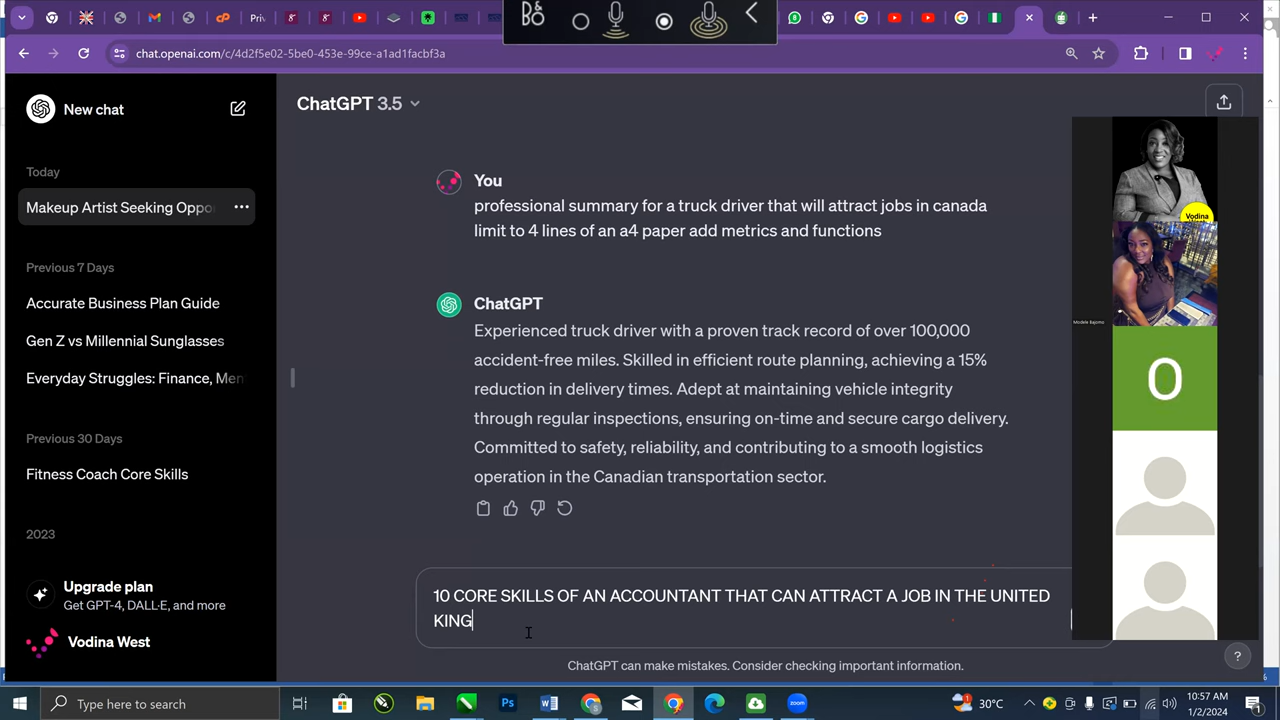 B&O
Priv
chat.openai.com/c/4d2f5e02-5be0-453e-99ce-a1ad1facbf3a
New chat
Today
Makeup Artist Seeking Oppo
Previous 7 Days
Accurate Business Plan Guide
Gen Z vs Millennial Sunglasses
Everyday Struggles: Finance, Men
Previous 30 Days
Fitness Coach Core Skills
2023
Upgrade plan
Get GPT-4, DALL·E, and more
Vodina West
ChatGPT 3.5
You
professional summary for a truck driver that will attract jobs in canada
limit to 4 lines of an a4 paper add metrics and functions
ChatGPT
Experienced truck driver with a proven track record of over 100,000
accident-free miles. Skilled in efficient route planning, achieving a 15%
reduction in delivery times. Adept at maintaining vehicle integrity
through regular inspections, ensuring on-time and secure cargo delivery.
Committed to safety, reliability, and contributing to a smooth logistics
operation in the Canadian transportation sector.
10 CORE SKILLS OF AN ACCOUNTANT THAT CAN ATTRACT A JOB IN THE UNITED
KING
ChatGPT can make mistakes. Consider checking important information.
Vodina
West
Modele Bajomo
O
?
Type here to search
30°C
10:57 AM
1/2/2024